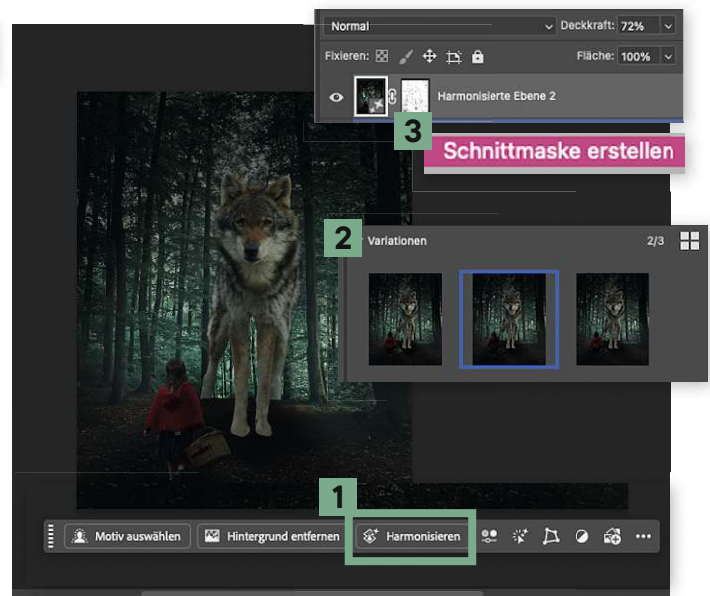 Normal
Deckkraft: 72%
Fixieren:
Fläche: 100%
Harmonisierte Ebene 2
3
Schnittmaske erstellen
2
Variationen
2/3
1
Motiv auswählen
Hintergrund entfernen
Harmonisieren